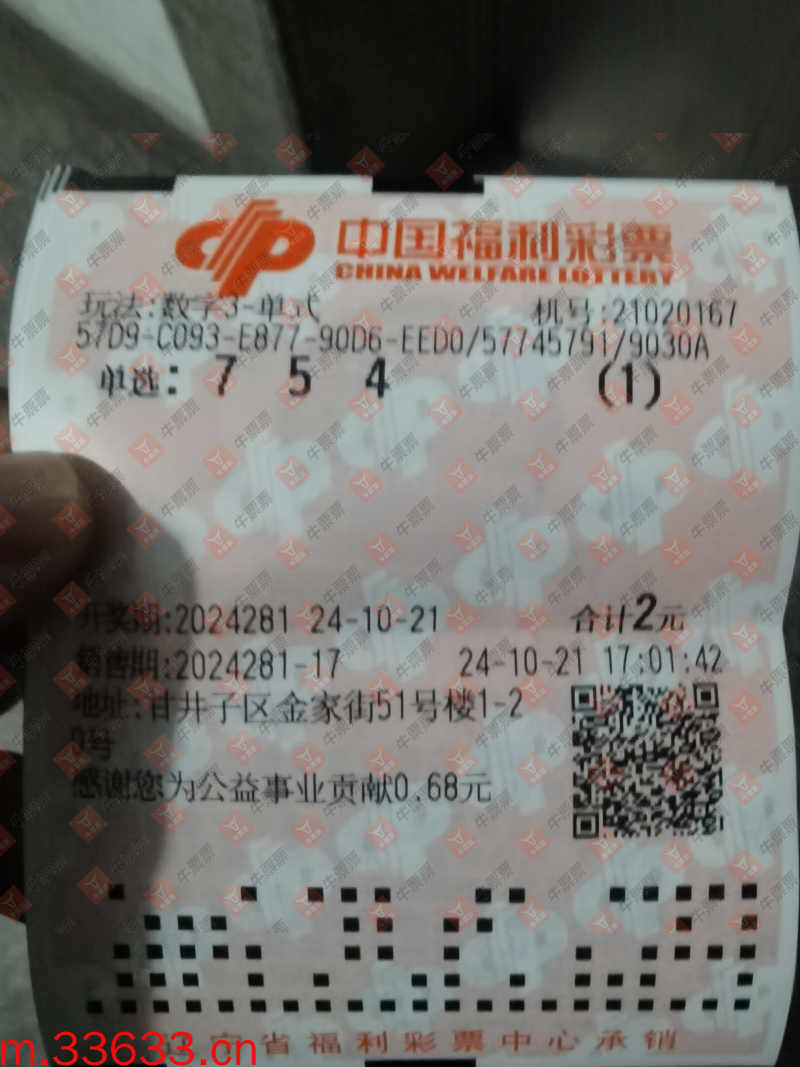 中国福利彩票
CHINA WELFARE LOTTERY
玩法:数字3-单式 机号:21020167
57D9-C093-E877-90D6-EED0/57745791/9030A
单选: 7 5 4 (1)
开奖期:2024281 24-10-21 合计2元
销售期:2024281-17 24-10-21 17:01:42
地址:甘井子区金家街51号楼1-2
0号
感谢您为公益事业贡献0.68元
宁省福利彩票中心承销
m.33633.cn
牛票票